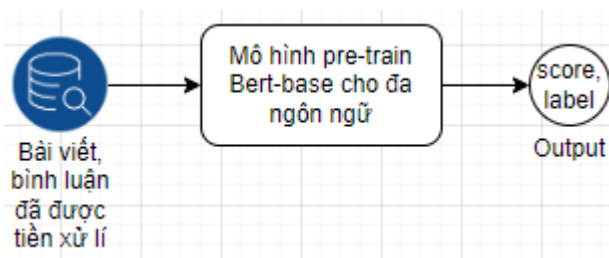 Mô hình pre-train
Bert-base cho đa
ngôn ngữ
score,
label
Output
Bài viết,
bình luận
đã được
tiền xử lí